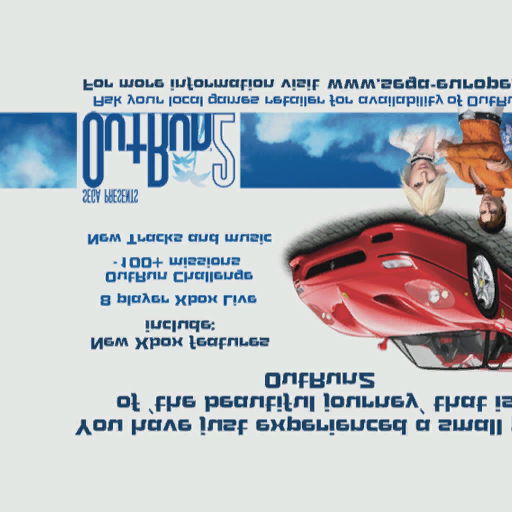 You have just experienced a small
of 'the beautiful journey' that is
OutRun2
New Xbox features
include:
8 player Xbox Live
OutRun Challenge
-100+ missions
New Tracks and music
SEGA PRESENTS
OutRun2
Ask your local games retailer for availability of OutRun
For more information visit www.sega-europe